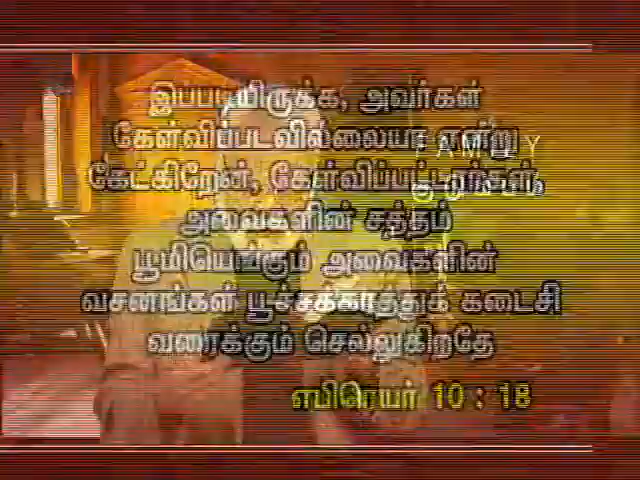 இப்படியிருக்க, அவர்கள்
கேள்விப்படவில்லையா என்று
கேட்கிறேன், கேள்விப்பட்டார்கள்,
அவைகளின் சத்தம்
பூமியெங்கும் அவைகளின்
வசனங்கள் பூச்சக்காத்துக் கடைசி
வரைக்கும் செல்லுகிறதே
எபிரெயர் 10 : 18
FAMILY